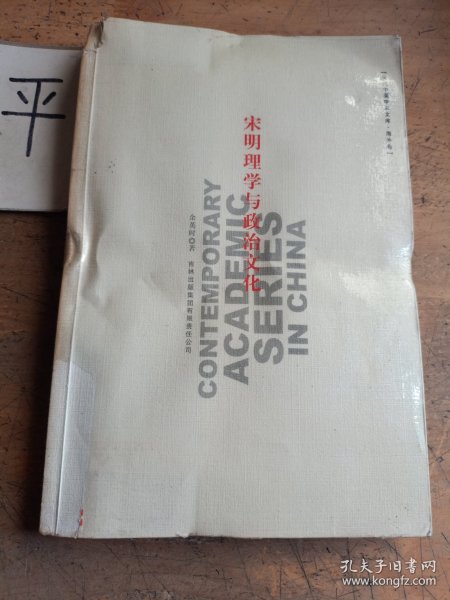 平
宋明理学与政治文化
余英时◎著
吉林出版集团有限责任公司
CONTEMPORARY
ACADEMIC
SERIES
IN CHINA
孔夫子旧书网
www.kongfz.com